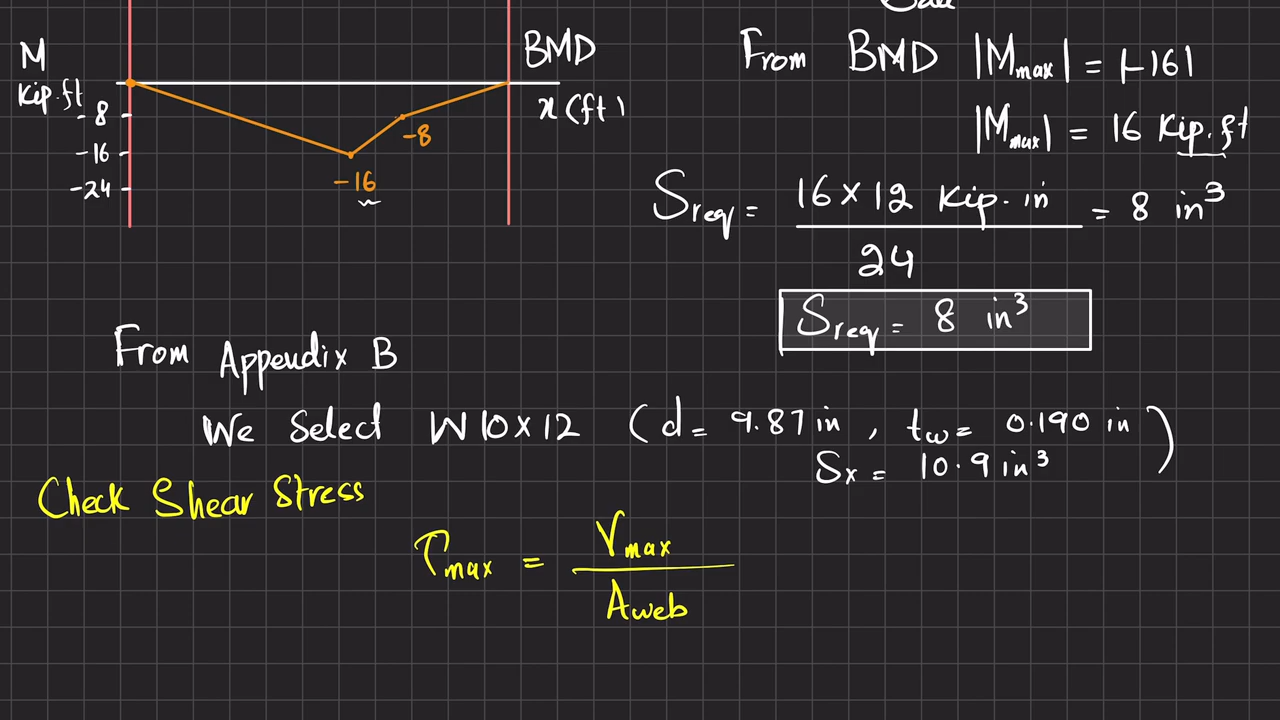 M
Kip.ft
-8
-16
-24
-8
-16
BMD
x (ft)
From BMD |Mmax| = |-16|
|Mmax| = 16 Kip.ft
Sreq = 16 × 12 Kip.in / 24 = 8 in³
Sreq = 8 in³
From Appendix B
We Select W10×12 (d = 9.87 in, tw = 0.190 in
Sx = 10.9 in³)
Check Shear Stress
τmax = Vmax / Aweb